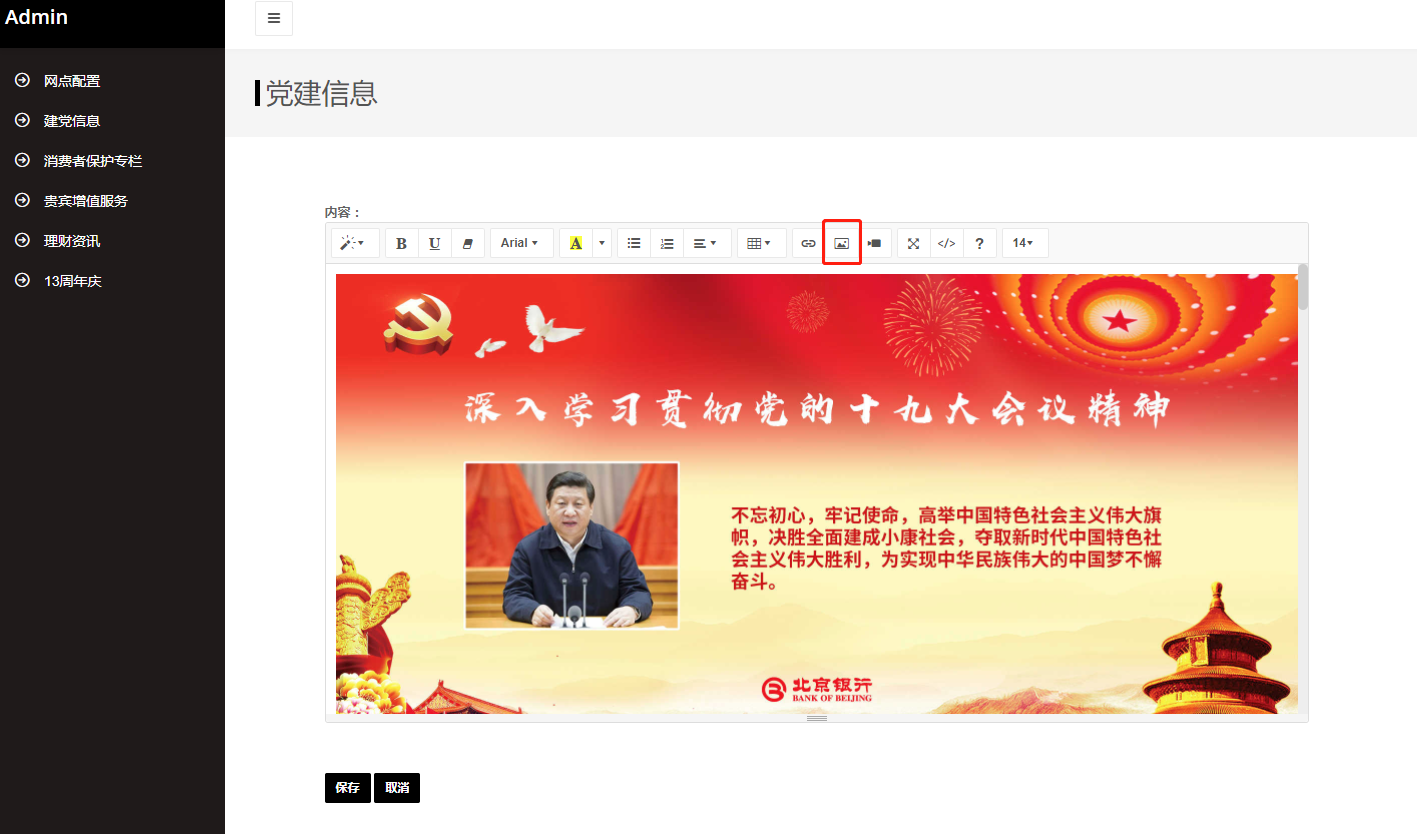 Admin
网点配置
建党信息
消费者保护专栏
贵宾增值服务
理财资讯
13周年庆
党建信息
内容：
B U Arial A </> ? 14
深入学习贯彻党的十九大会议精神
不忘初心，牢记使命，高举中国特色社会主义伟大旗
帜，决胜全面建成小康社会，夺取新时代中国特色社
会主义伟大胜利，为实现中华民族伟大的中国梦不懈
奋斗。
北京银行
BANK OF BEIJING
保存 取消